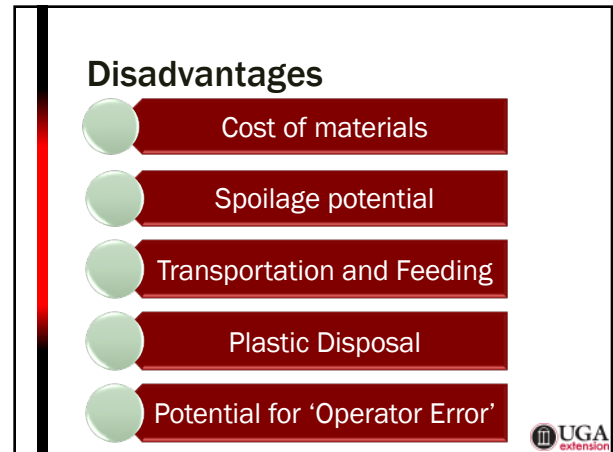 Disadvantages
Cost of materials
Spoilage potential
Transportation and Feeding
Plastic Disposal
Potential for ‘Operator Error’
UGA
extension